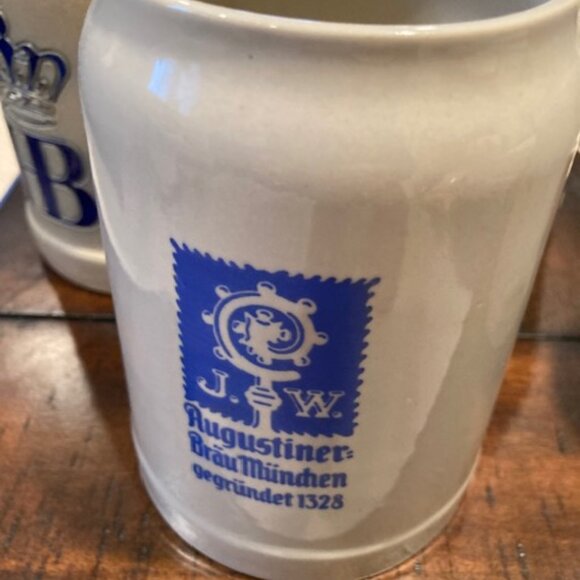 B
J. W.
Augustiner-
Bräu München
gegründet 1328